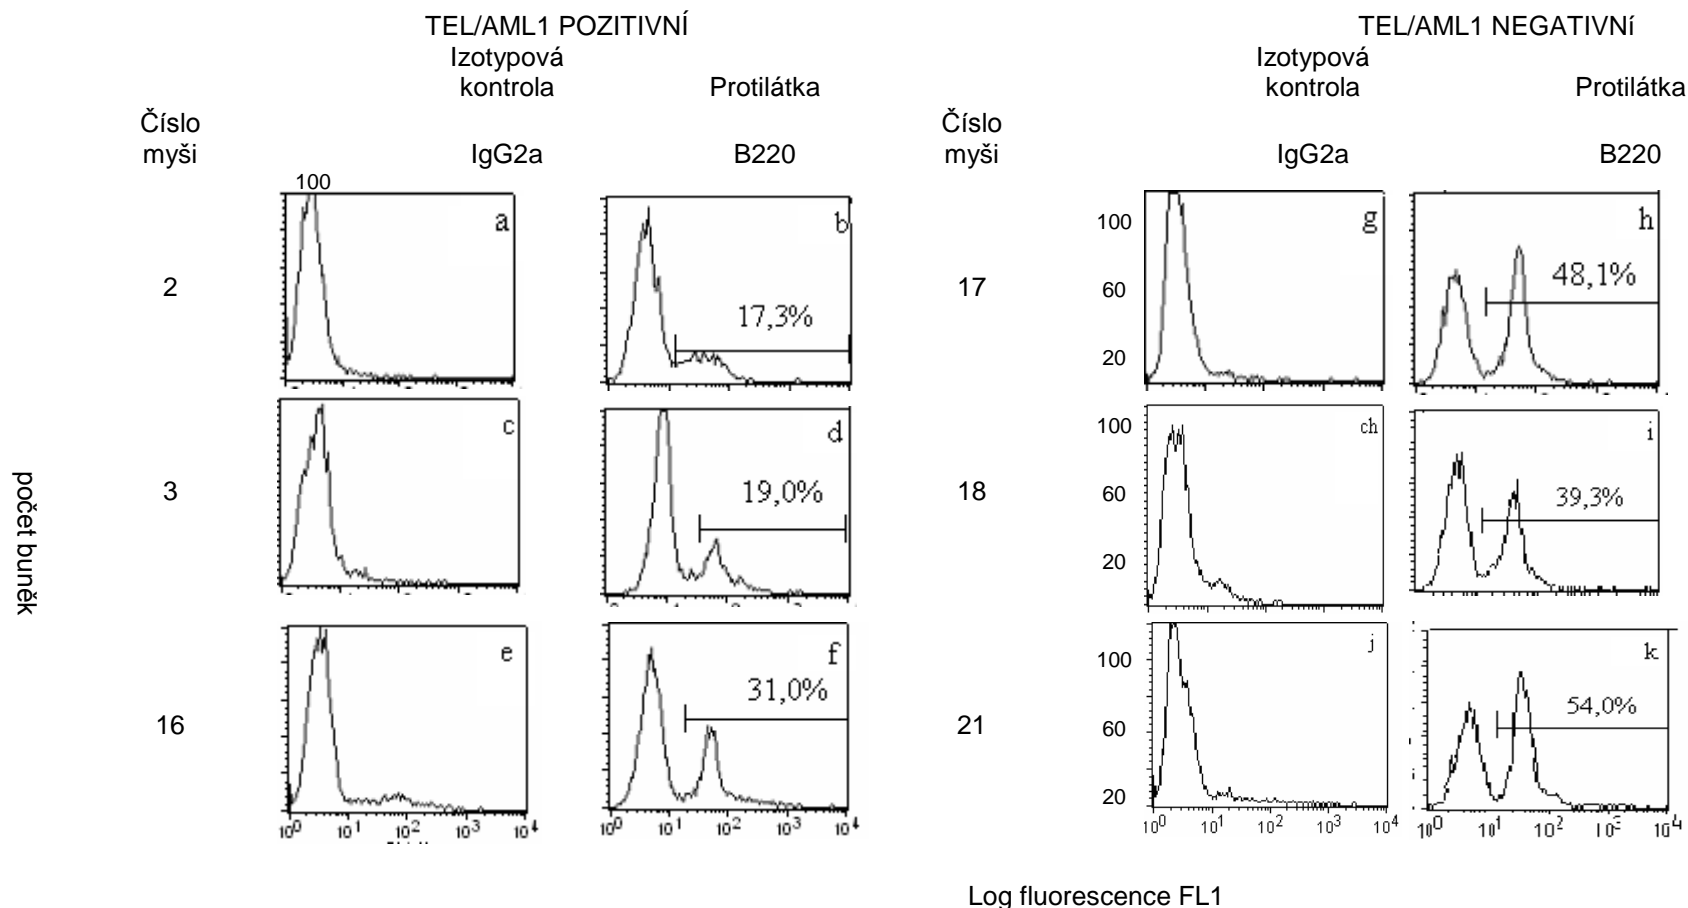 TEL/AML1 POZITIVNÍ
TEL/AML1 NEGATIVNí
Izotypová
kontrola
Protilátka
Izotypová
kontrola
Protilátka
Číslo
myši
IgG2a
B220
Číslo
myši
IgG2a
B220
100
a
b
17,3%
2
c
d
19,0%
3
e
f
31,0%
16
10⁰ 10¹ 10² 10³ 10⁴
10⁰ 10¹ 10² 10³ 10⁴
17
100
60
20
g
h
48,1%
18
100
60
20
ch
i
39,3%
21
100
60
20
j
k
54,0%
10⁰ 10¹ 10² 10³ 10⁴
10⁰ 10¹ 10² 10³ 10⁴
počet buněk
Log fluorescence FL1